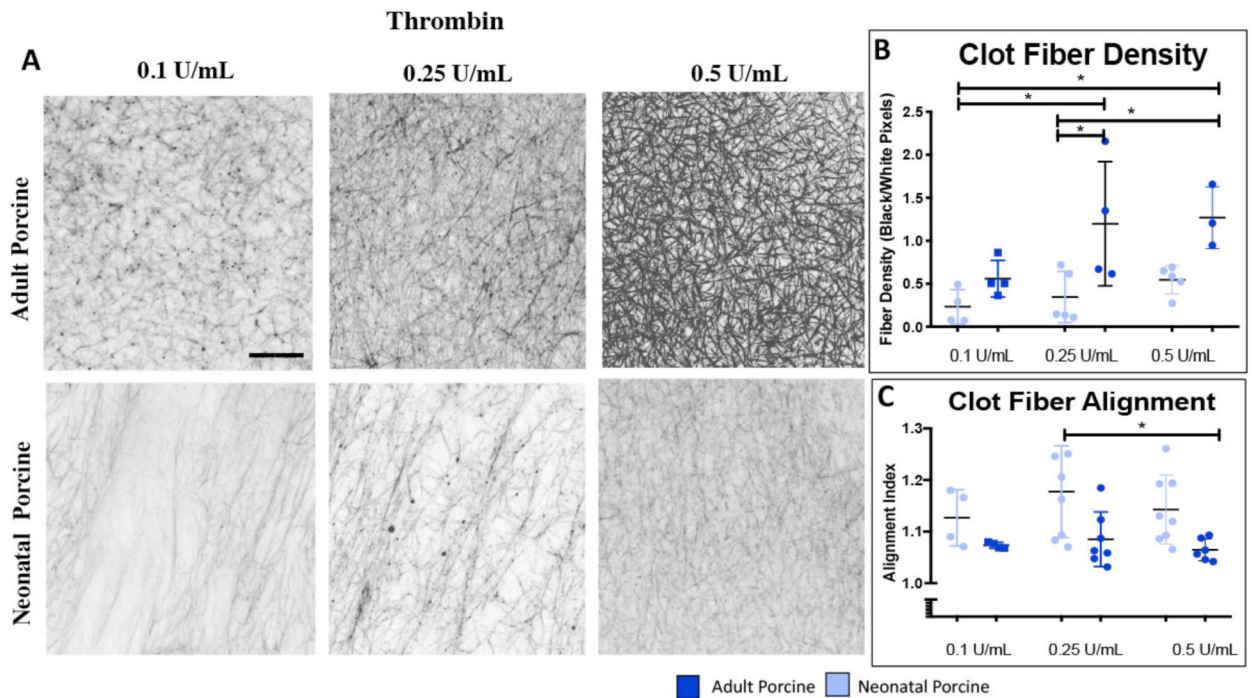 Thrombin
A
0.1 U/mL
0.25 U/mL
0.5 U/mL
Adult Porcine
Neonatal Porcine
B
Clot Fiber Density
*
*
*
*
Fiber Density (Black/White Pixels)
2.5
2.0
1.5
1.0
0.5
0.0
0.1 U/mL
0.25 U/mL
0.5 U/mL
C
Clot Fiber Alignment
*
Alignment Index
1.3
1.2
1.1
1.0
0.1 U/mL
0.25 U/mL
0.5 U/mL
Adult Porcine
Neonatal Porcine